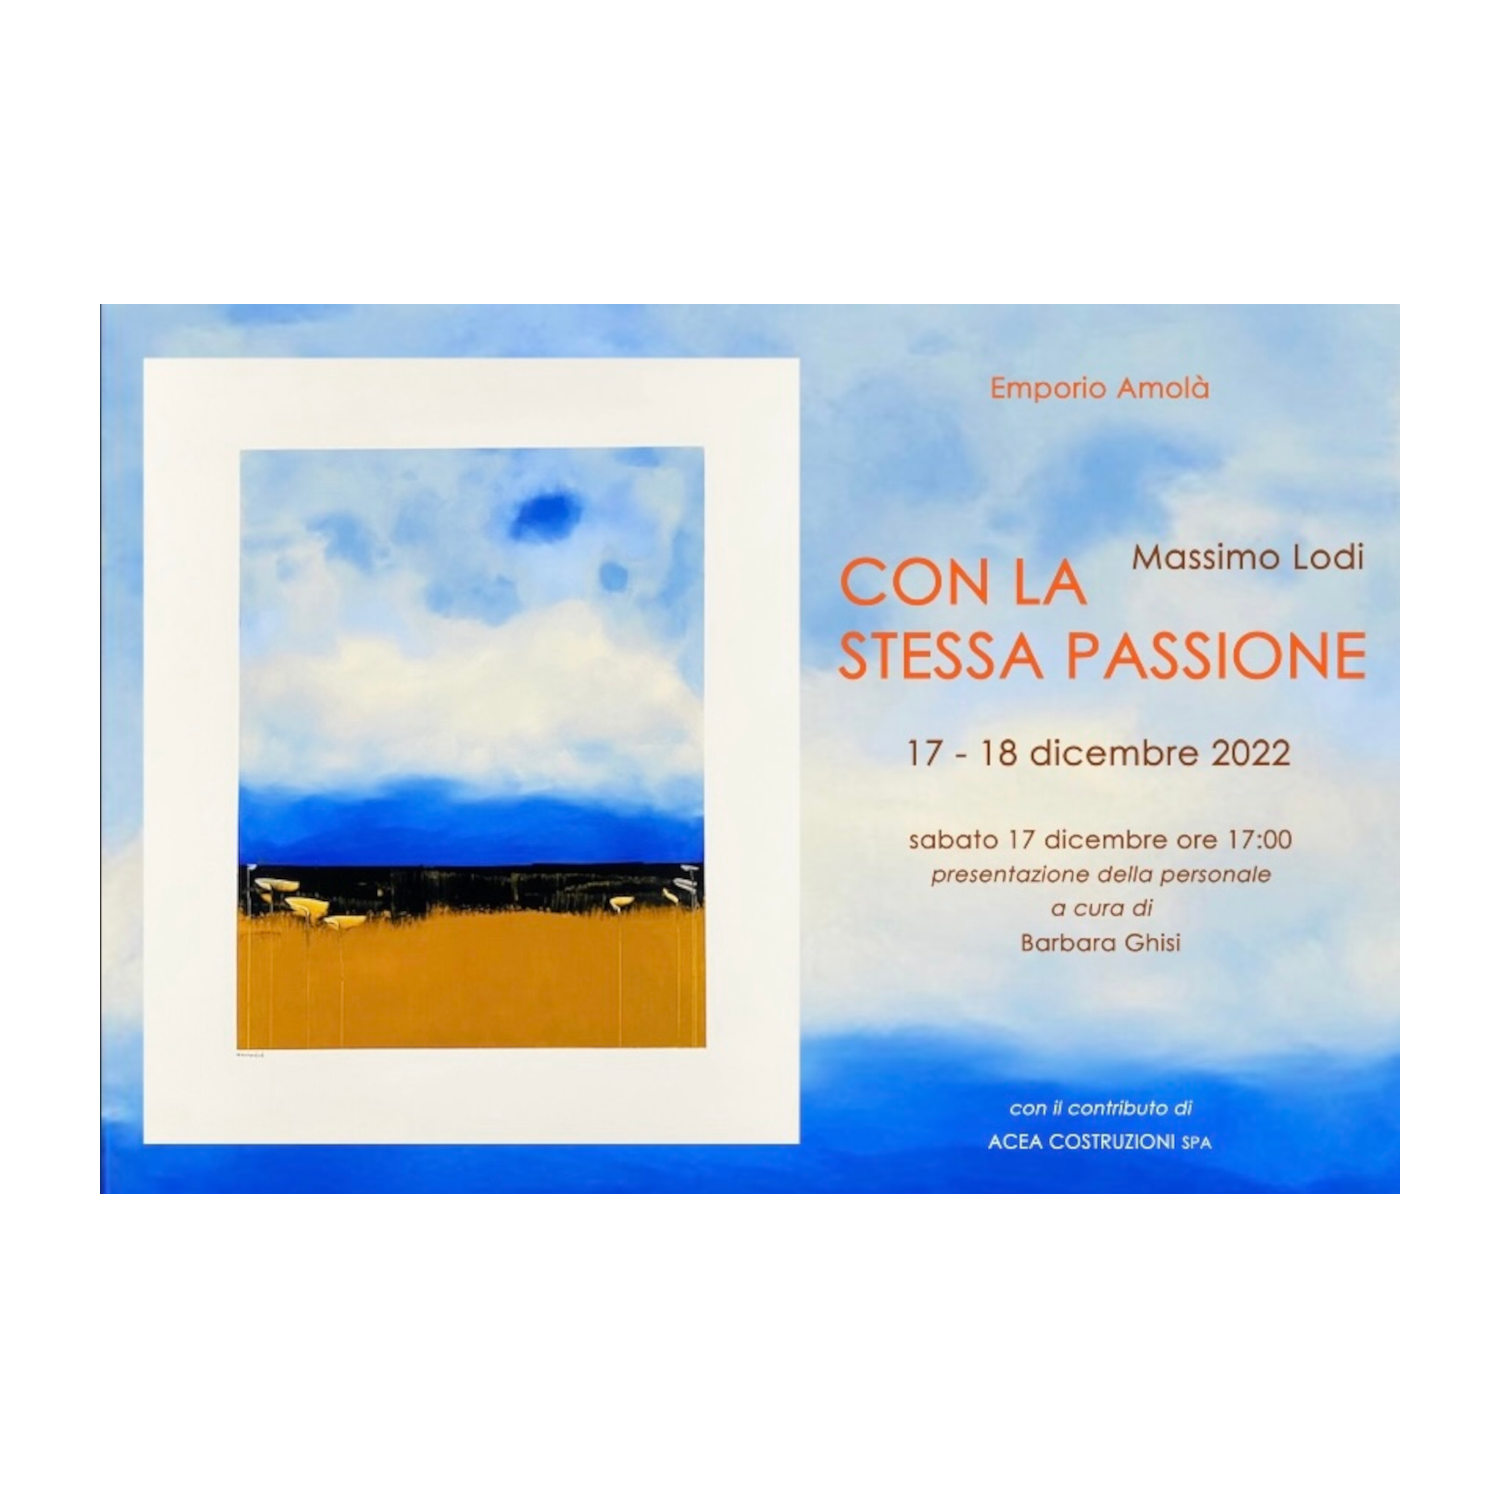 Emporio Amolà
Massimo Lodi
CON LA
STESSA PASSIONE
17 - 18 dicembre 2022
sabato 17 dicembre ore 17:00
presentazione della personale
a cura di
Barbara Ghisi
con il contributo di
ACEA COSTRUZIONI SPA